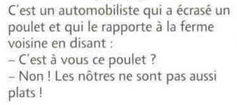 C'est un automobiliste qui a écrasé un
poulet et qui le rapporte à la ferme
voisine en disant :
– C'est à vous ce poulet ?
– Non ! Les nôtres ne sont pas aussi
plats !